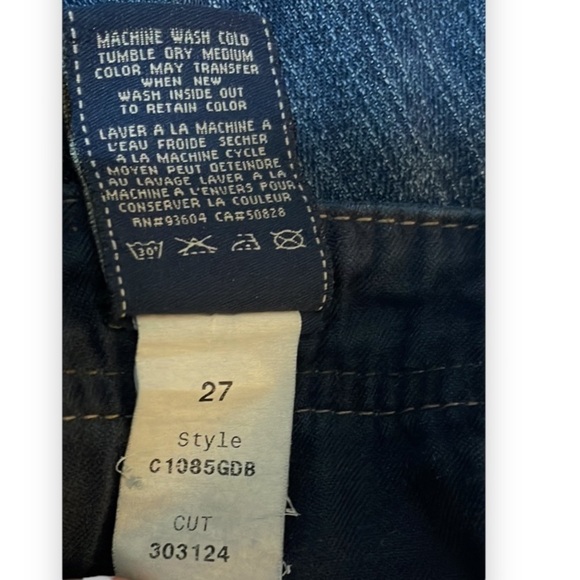 MACHINE WASH COLD
TUMBLE DRY MEDIUM
COLOR MAY TRANSFER
WHEN NEW
WASH INSIDE OUT
TO RETAIN COLOR
LAVER A LA MACHINE A
L'EAU FROIDE SECHER
A LA MACHINE CYCLE
MOYEN PEUT DETEINDRE
AU LAVAGE LAVER A LA
MACHINE A L'ENVERS POUR
CONSERVER LA COULEUR
RN#93604 CA#50828
30°
27
Style
C1085GDB
CUT
303124